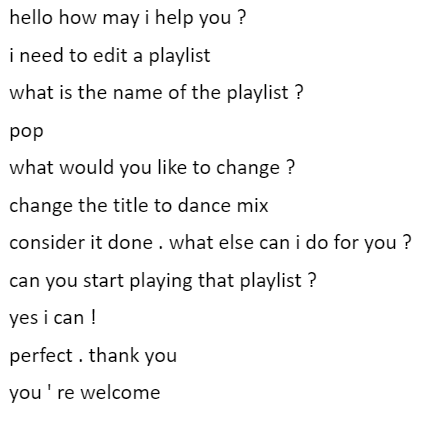 hello how may i help you ?
i need to edit a playlist
what is the name of the playlist ?
pop
what would you like to change ?
change the title to dance mix
consider it done . what else can i do for you ?
can you start playing that playlist ?
yes i can !
perfect . thank you
you ' re welcome